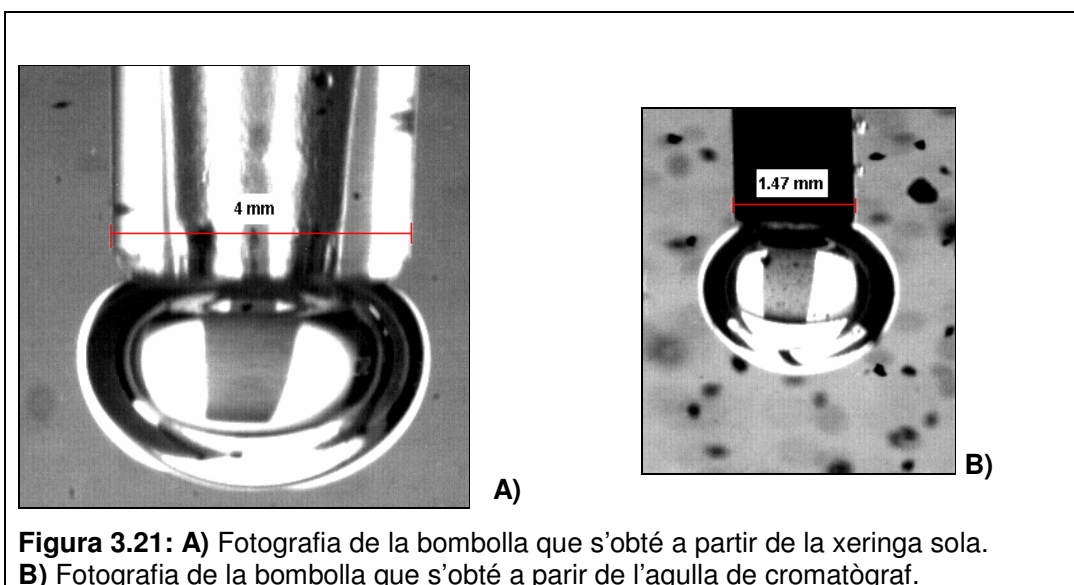 4 mm
1.47 mm
A)
B)
Figura 3.21: A) Fotografia de la bombolla que s'obté a partir de la xeringa sola.
B) Fotografia de la bombolla que s'obté a parir de l'agulla de cromatògraf.